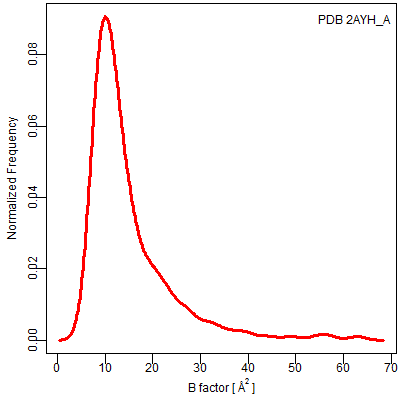 PDB 2AYH_A
Normalized Frequency
0.00 0.02 0.04 0.06 0.08
0 10 20 30 40 50 60 70
B factor [ Å² ]